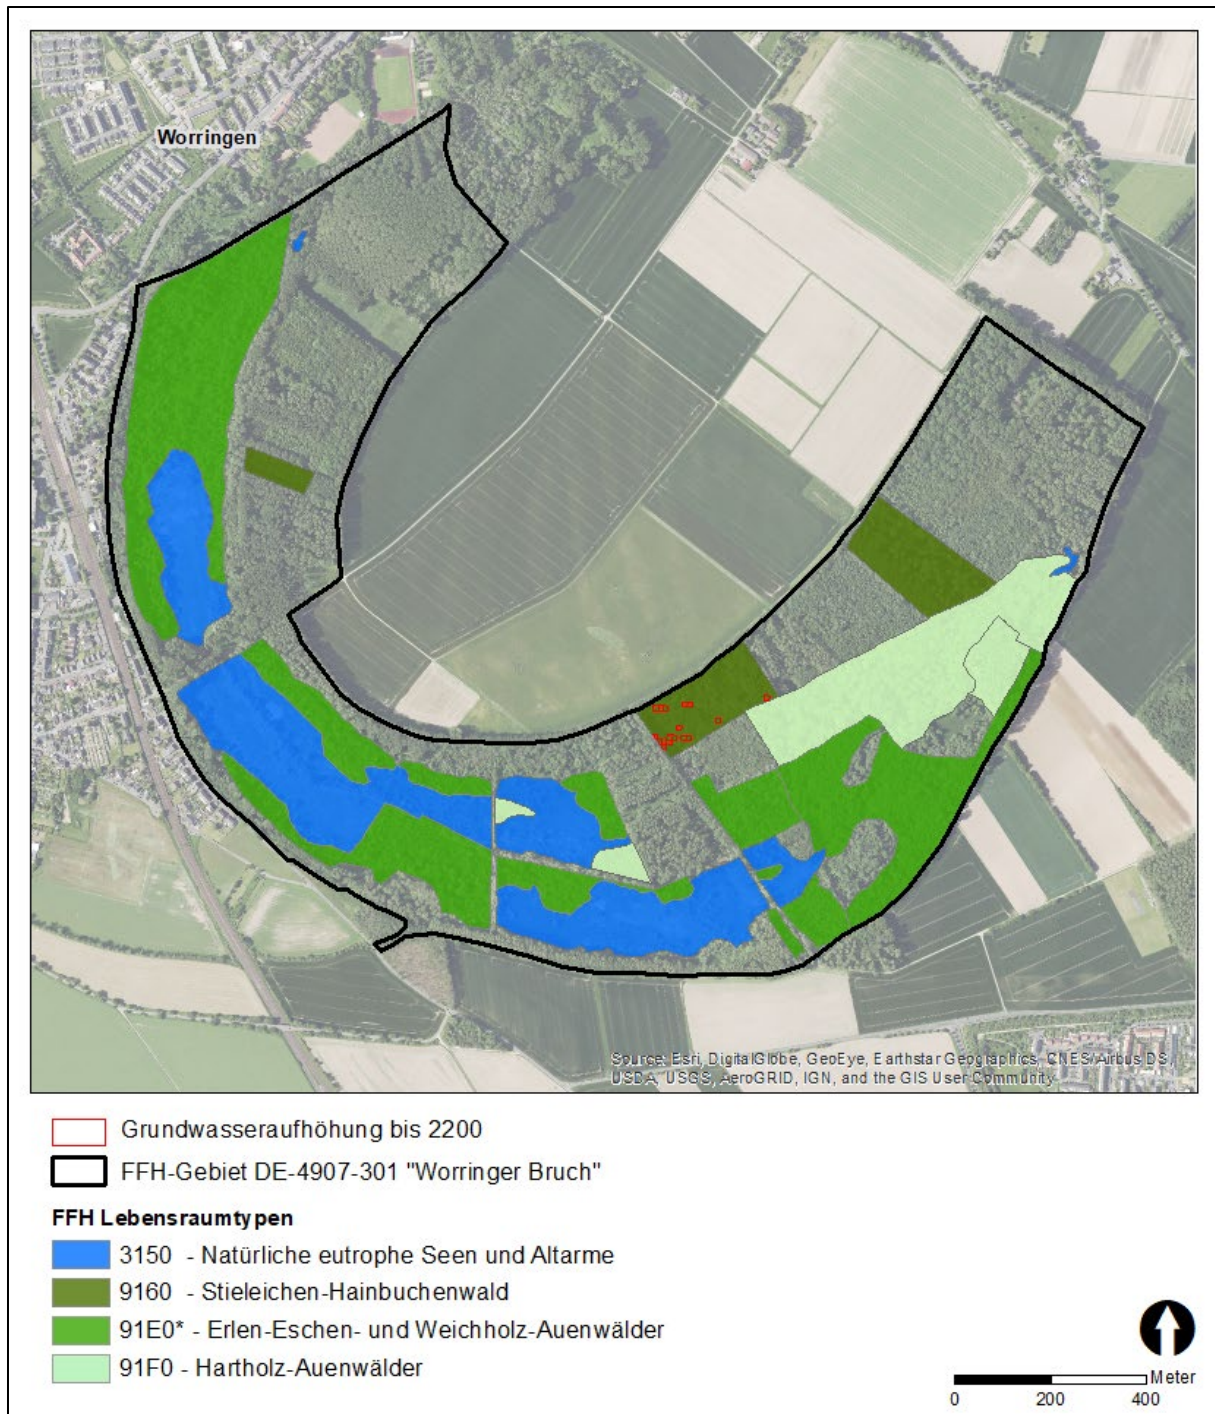 Worringen
Source: Esri, DigitalGlobe, GeoEye, Earthstar Geographics, CNES/Airbus DS,
USDA, USGS, AeroGRID, IGN, and the GIS User Community
Grundwasseraufhöhung bis 2200
FFH-Gebiet DE-4907-301 "Worringer Bruch"
FFH Lebensraumtypen
3150 - Natürliche eutrophe Seen und Altarme
9160 - Stieleichen-Hainbuchenwald
91E0* - Erlen-Eschen- und Weichholz-Auenwälder
91F0 - Hartholz-Auenwälder
Meter
0 200 400